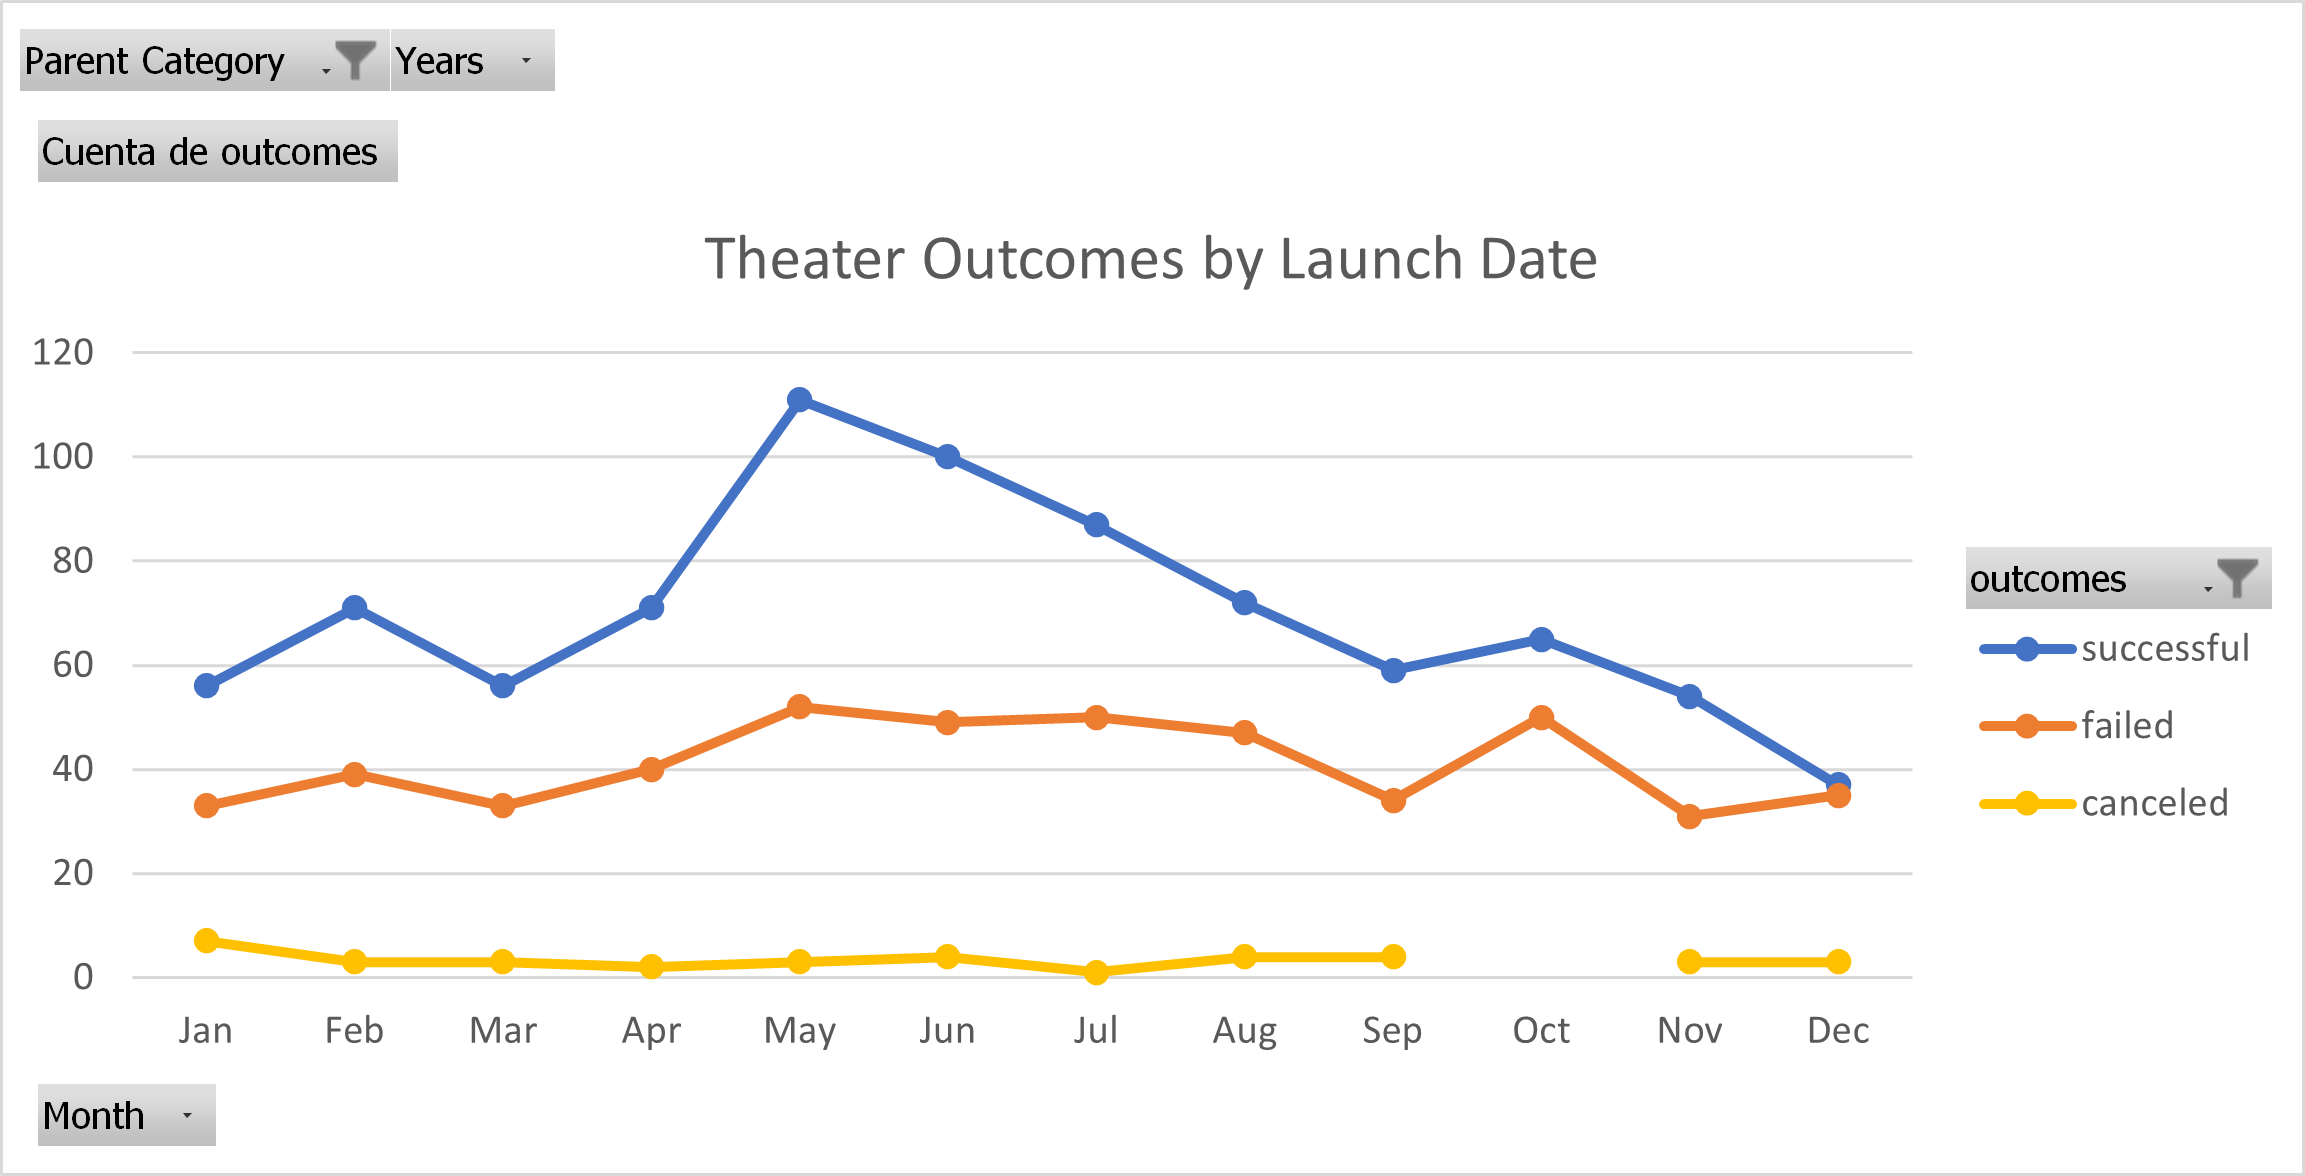 Parent Category Years
Cuenta de outcomes
Theater Outcomes by Launch Date
120
100
80
60
40
20
0
Jan Feb Mar Apr May Jun Jul Aug Sep Oct Nov Dec
outcomes
successful
failed
canceled
Month